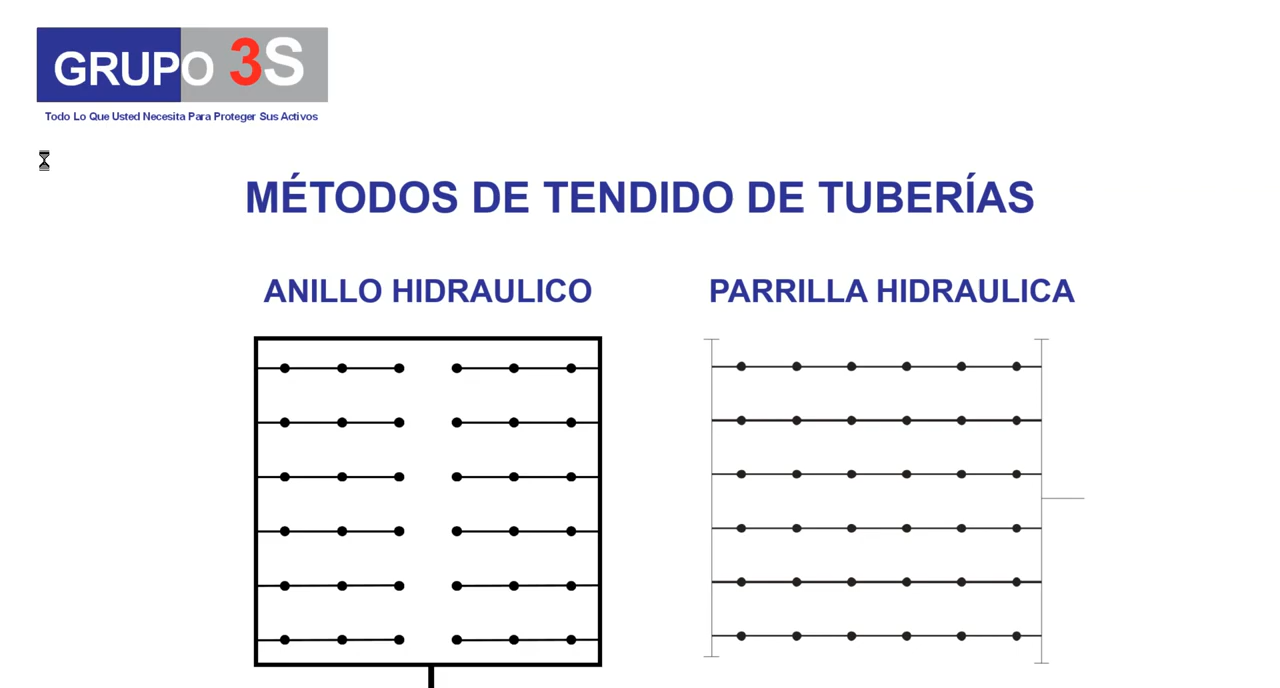 GRUPO 3S
Todo Lo Que Usted Necesita Para Proteger Sus Activos
MÉTODOS DE TENDIDO DE TUBERÍAS
ANILLO HIDRAULICO
PARRILLA HIDRAULICA